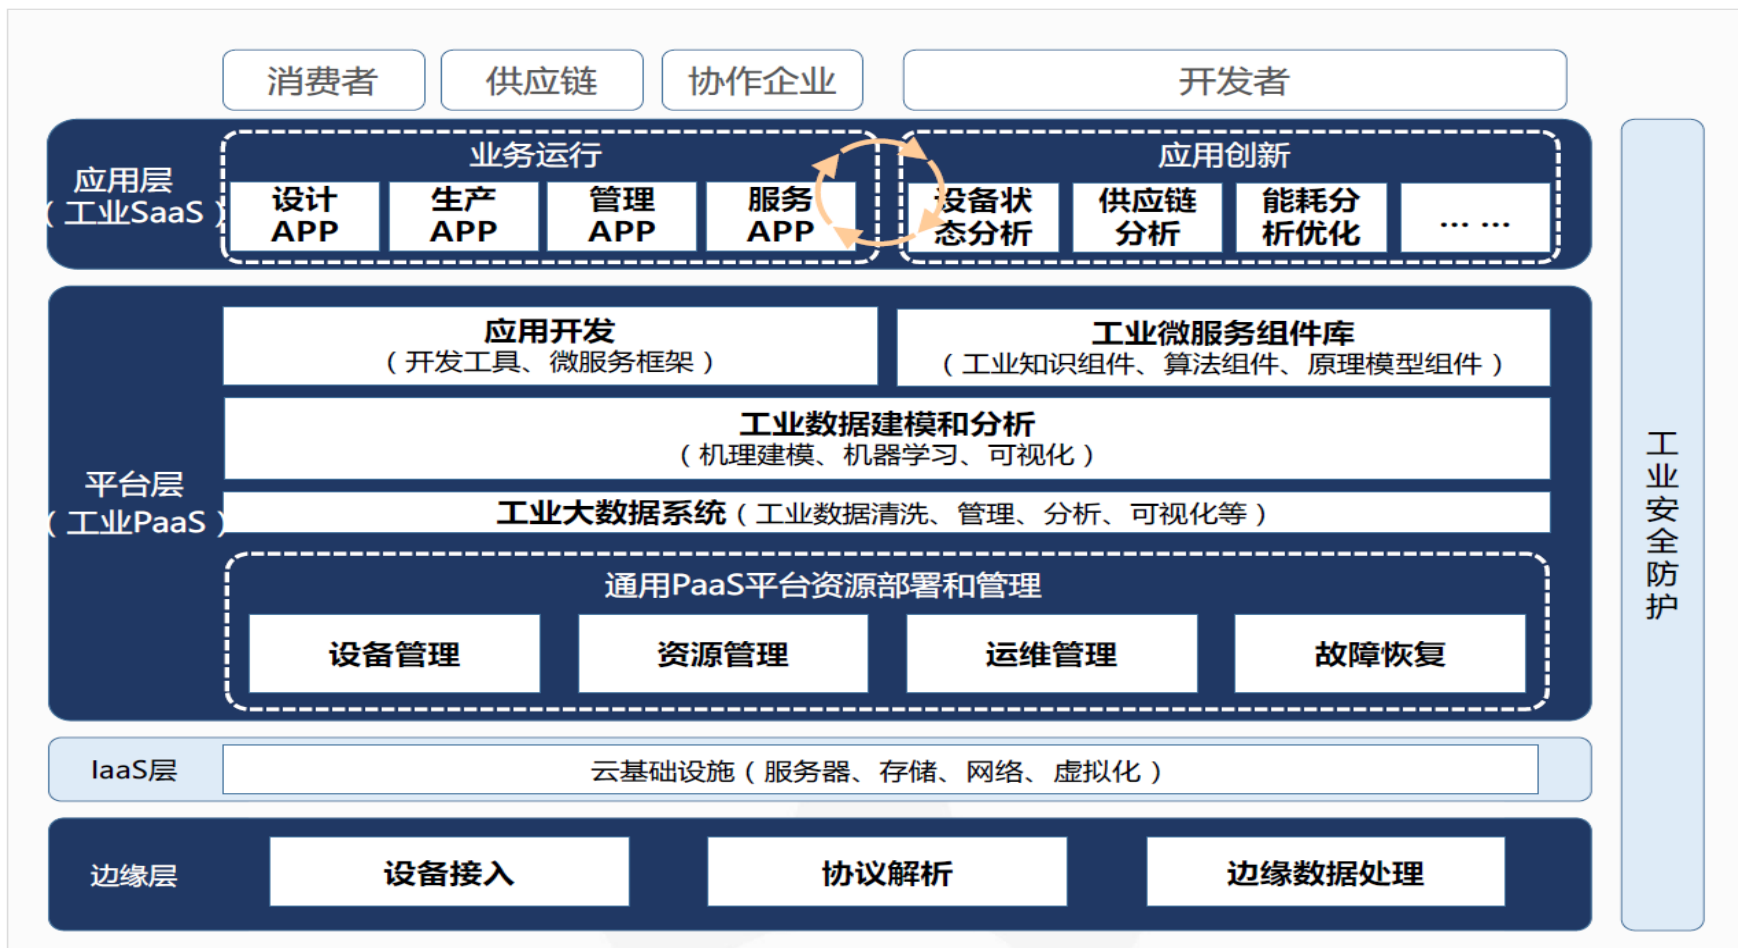 消费者
供应链
协作企业
开发者
应用层
（工业SaaS）
业务运行
设计
APP
生产
APP
管理
APP
服务
APP
应用创新
设备状
态分析
供应链
分析
能耗分
析优化
... ...
平台层
（工业PaaS）
应用开发
（开发工具、微服务框架）
工业微服务组件库
（工业知识组件、算法组件、原理模型组件）
工业数据建模和分析
（机理建模、机器学习、可视化）
工业大数据系统（工业数据清洗、管理、分析、可视化等）
通用PaaS平台资源部署和管理
设备管理
资源管理
运维管理
故障恢复
IaaS层
云基础设施（服务器、存储、网络、虚拟化）
边缘层
设备接入
协议解析
边缘数据处理
工业安全防护